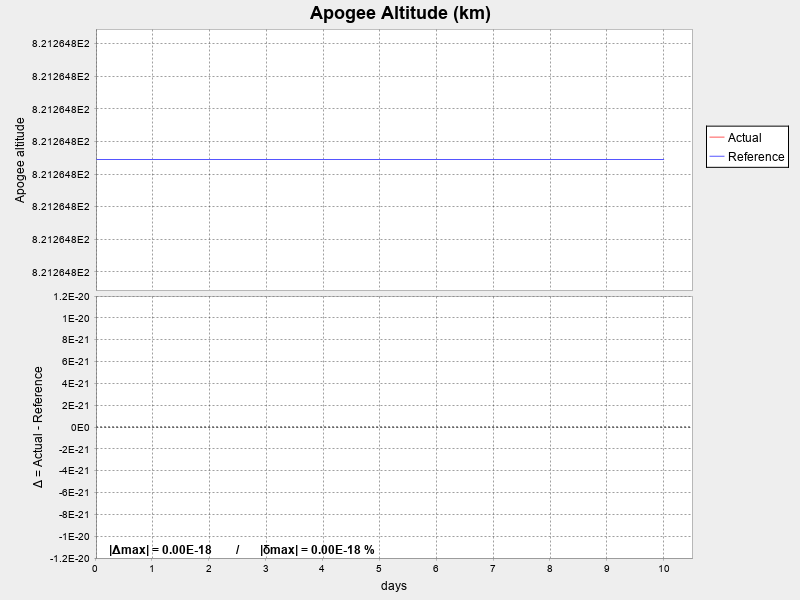 Apogee Altitude (km)
Apogee altitude
8.212648E2
8.212648E2
8.212648E2
8.212648E2
8.212648E2
8.212648E2
8.212648E2
8.212648E2
Actual
Reference
Δ = Actual - Reference
1.2E-20
1E-20
8E-21
6E-21
4E-21
2E-21
0E0
-2E-21
-4E-21
-6E-21
-8E-21
-1E-20
-1.2E-20
|Δmax| = 0.00E-18 / |δmax| = 0.00E-18 %
0 1 2 3 4 5 6 7 8 9 10
days